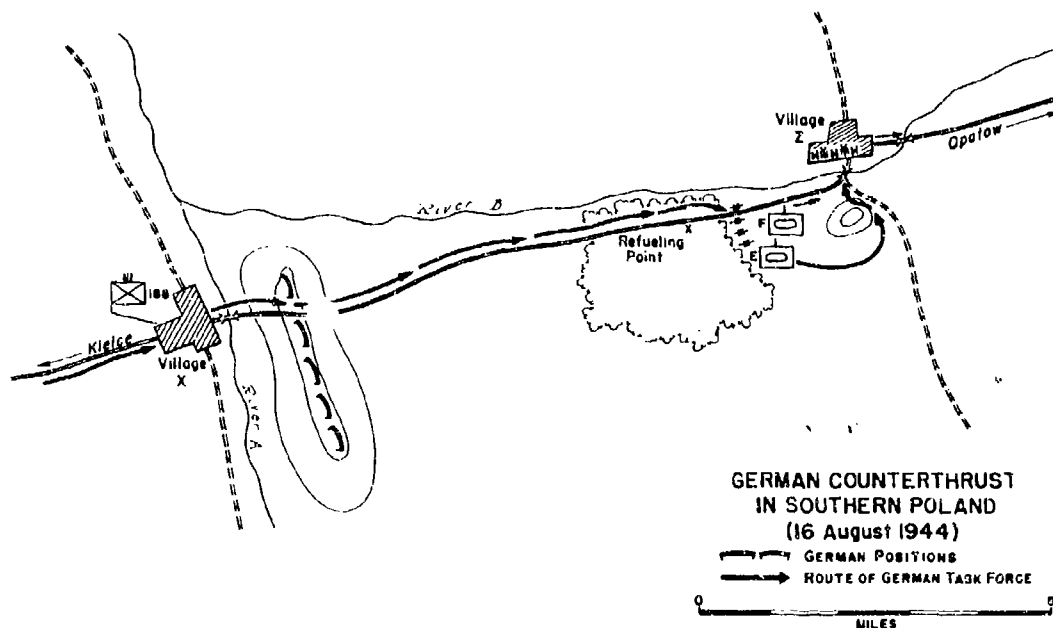 Village
Z
H H H
Opatow
River B
Refueling
Point
x
F
E
III
188
Kielce
Village
X
River A
GERMAN COUNTERTHRUST
IN SOUTHERN POLAND
(16 August 1944)
GERMAN POSITIONS
ROUTE OF GERMAN TASK FORCE
0
MILES